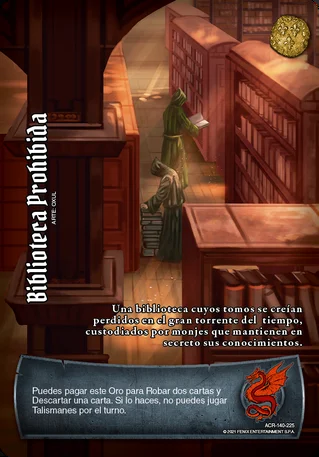 Biblioteca Prohibida
ARTE: OXUL
Una biblioteca cuyos tomos se creían
perdidos en el gran torrente del tiempo,
custodiados por monjes que mantienen en
secreto sus conocimientos.
Puedes pagar este Oro para Robar dos cartas y
Descartar una carta. Si lo haces, no puedes jugar
Talismanes por el turno.
ACR-140-225
© 2021 FENIX ENTERTAINMENT S.P.A.